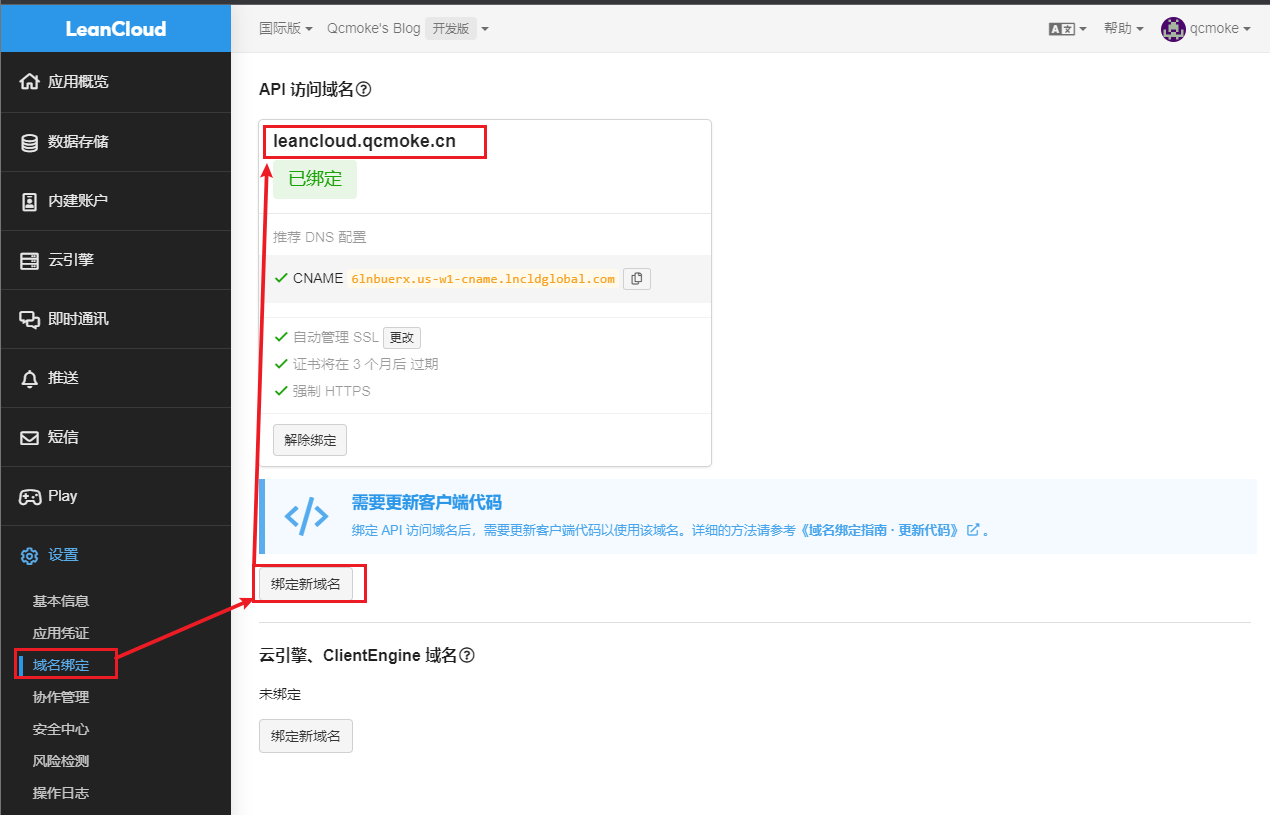 LeanCloud
国际版 Qcmoke's Blog 开发版
帮助 qcmoke
应用概览
数据存储
内建账户
云引擎
即时通讯
推送
短信
Play
设置
基本信息
应用凭证
域名绑定
协作管理
安全中心
风险检测
操作日志
API 访问域名
leancloud.qcmoke.cn
已绑定
推荐 DNS 配置
CNAME 6lnbuerx.us-w1-cname.lncldglobal.com
自动管理 SSL 更改
证书将在 3 个月后 过期
强制 HTTPS
解除绑定
需要更新客户端代码
绑定 API 访问域名后，需要更新客户端代码以使用该域名。详细的方法请参考《域名绑定指南 · 更新代码》 。
绑定新域名
云引擎、ClientEngine 域名
未绑定
绑定新域名